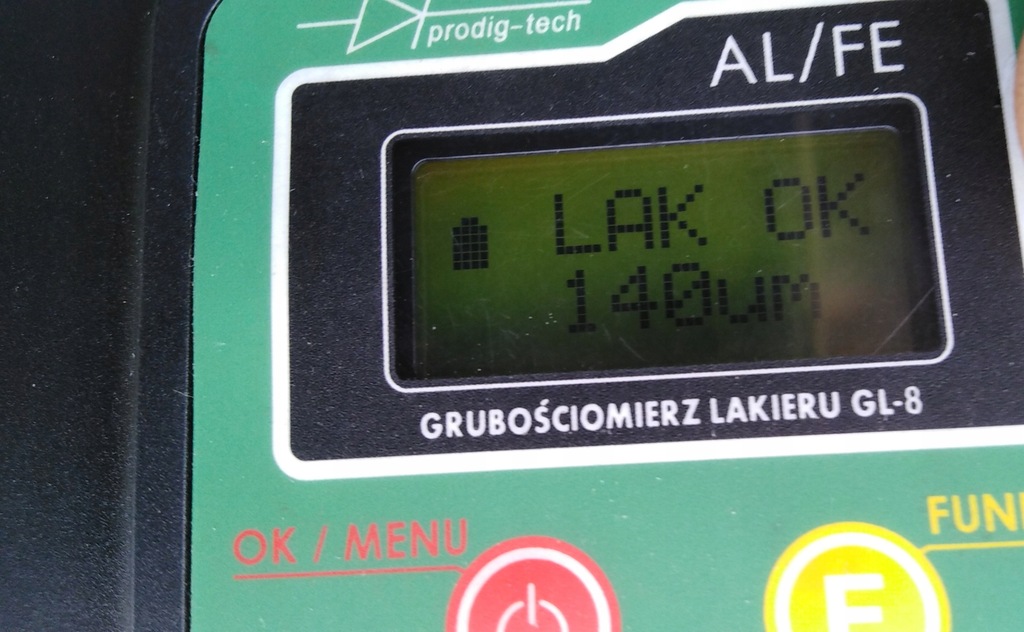 prodig-tech
AL/FE
LAK OK
140um
GRUBOŚCIOMIERZ LAKIERU GL-8
OK / MENU
F